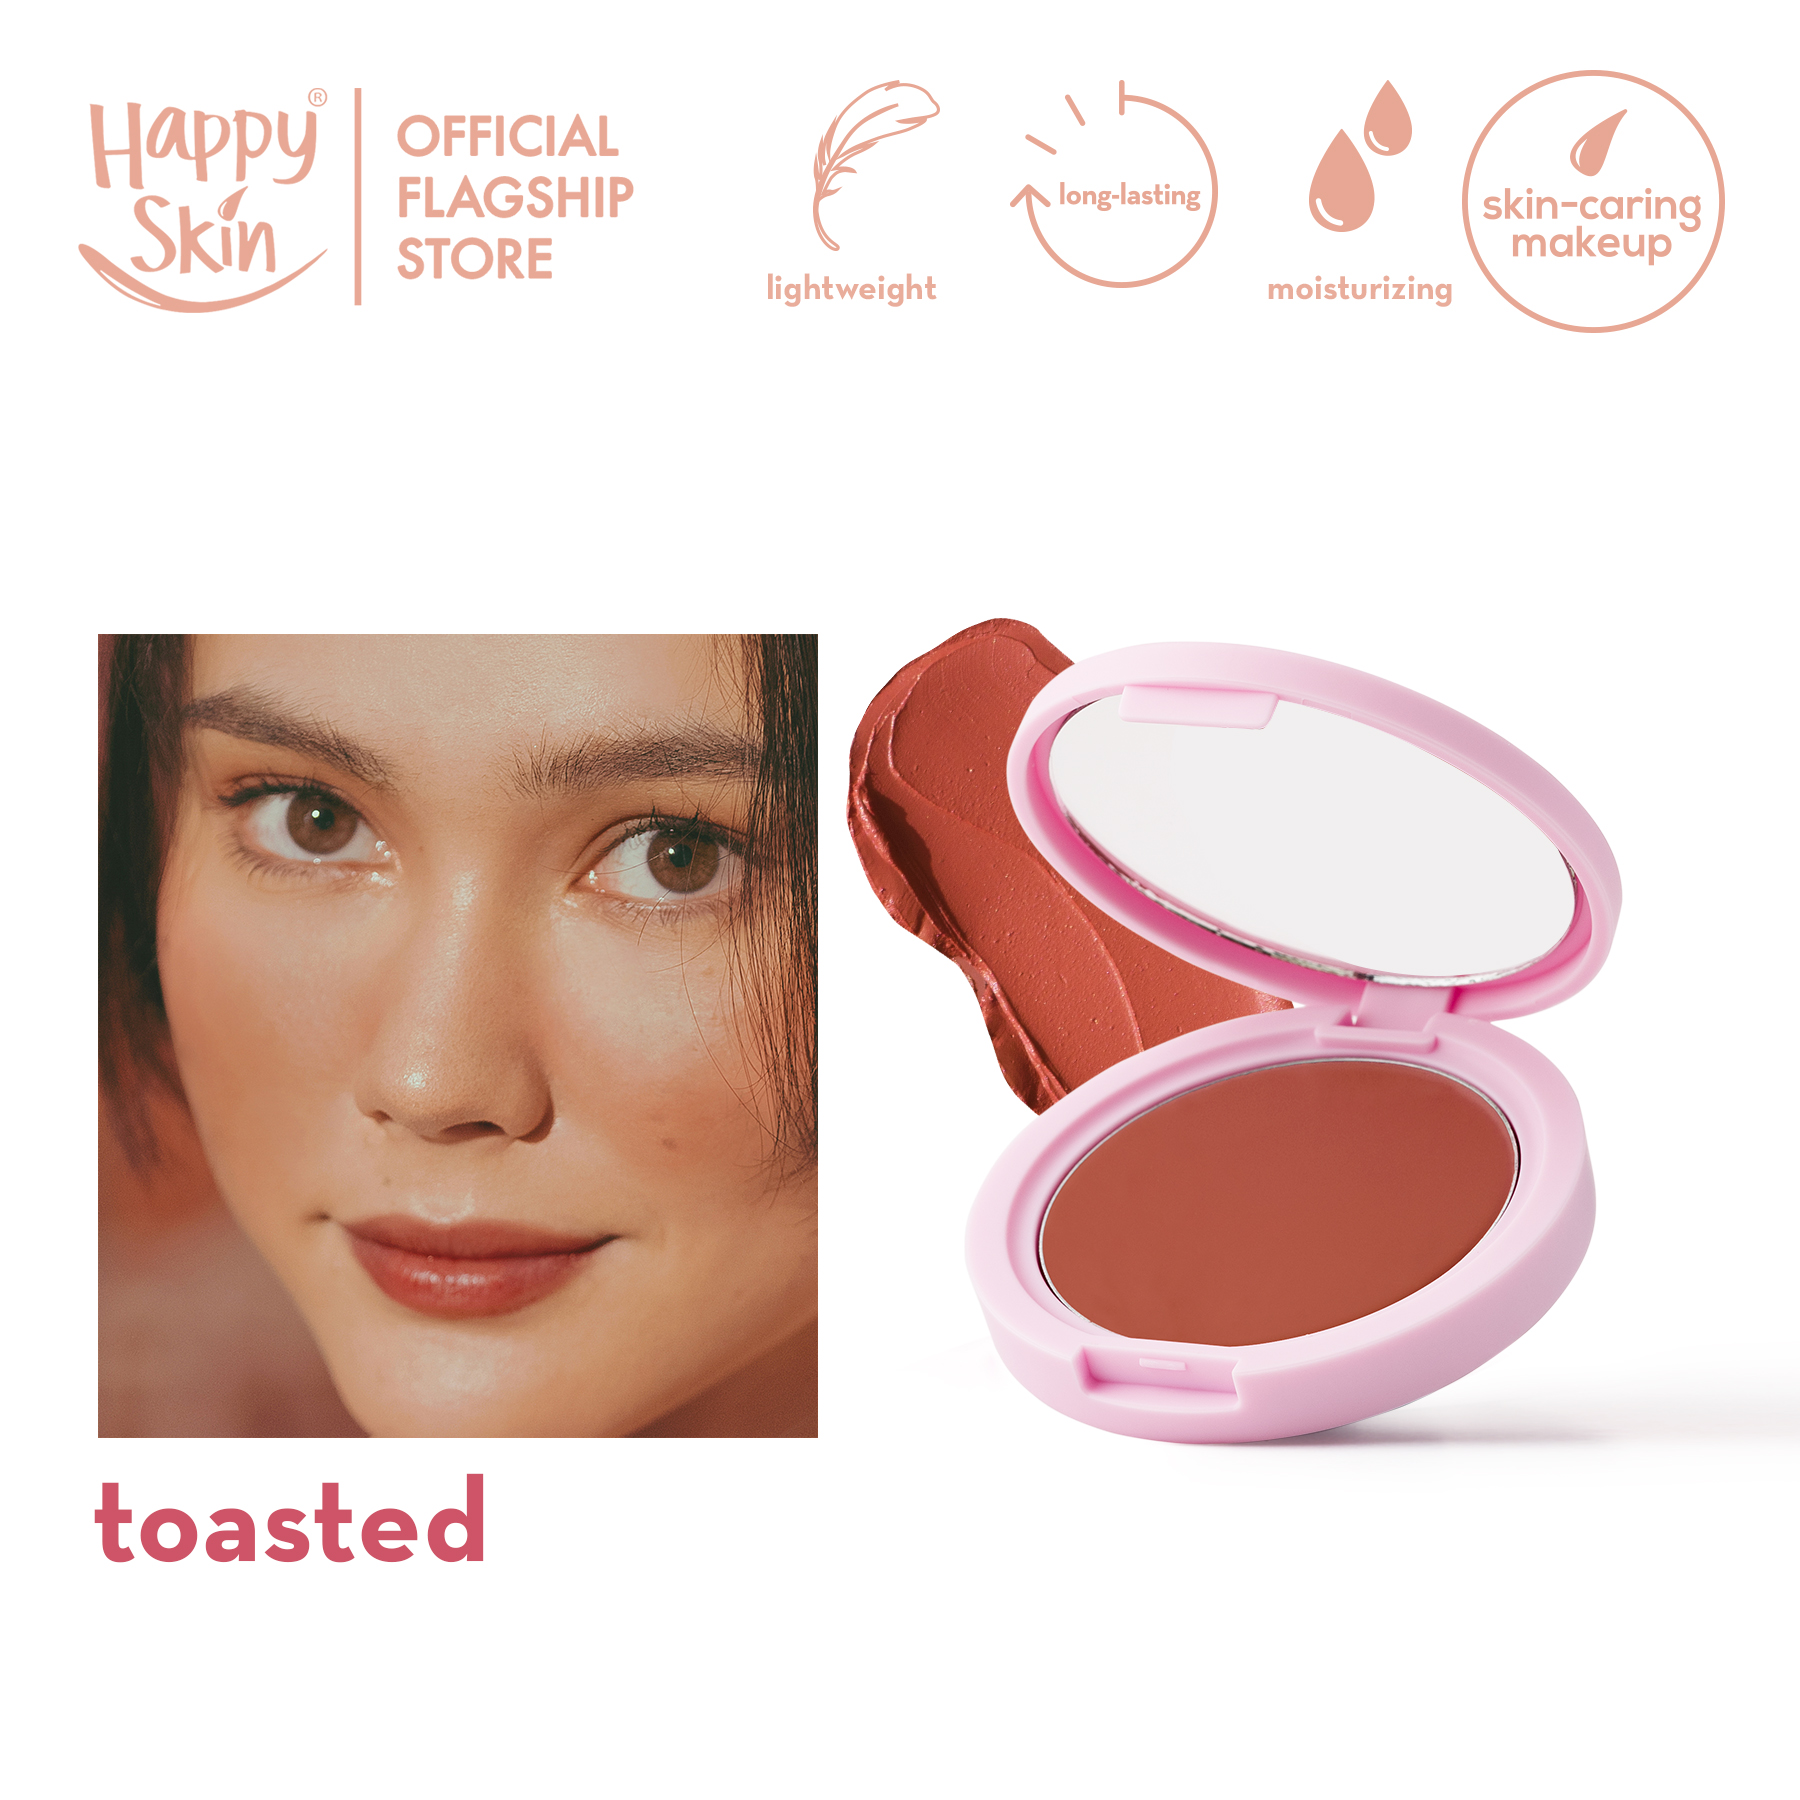 Happy®
Skin
OFFICIAL
FLAGSHIP
STORE
lightweight
long-lasting
moisturizing
skin-caring
makeup
toasted